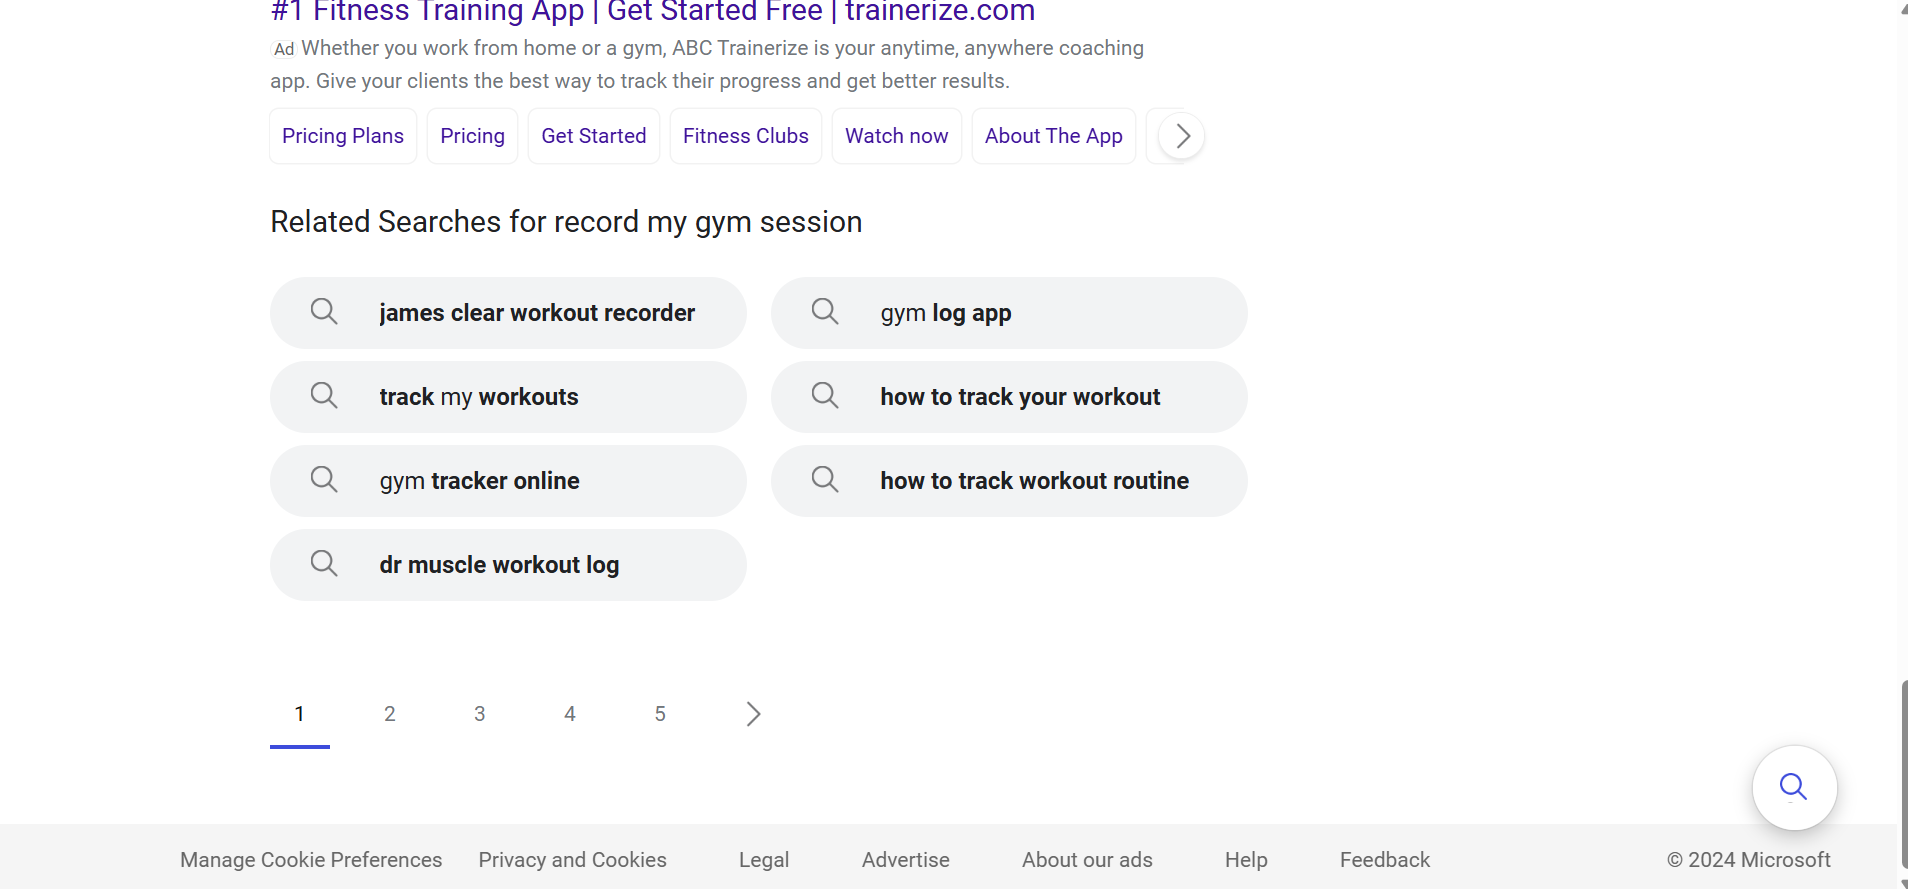 #1 Fitness Training App | Get Started Free | trainerize.com
Ad Whether you work from home or a gym, ABC Trainerize is your anytime, anywhere coaching
app. Give your clients the best way to track their progress and get better results.
Pricing Plans Pricing Get Started Fitness Clubs Watch now About The App
Related Searches for record my gym session
james clear workout recorder
gym log app
track my workouts
how to track your workout
gym tracker online
how to track workout routine
dr muscle workout log
1 2 3 4 5
Manage Cookie Preferences Privacy and Cookies Legal Advertise About our ads Help Feedback © 2024 Microsoft